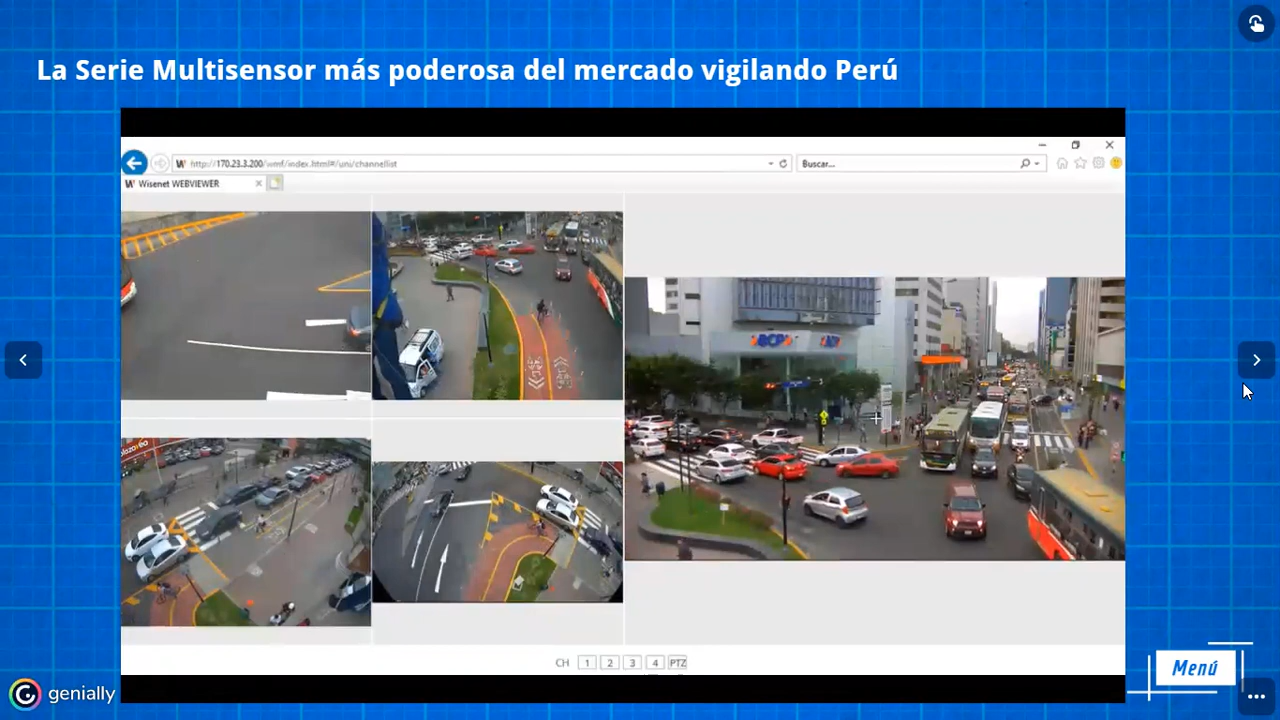 La Serie Multisensor más poderosa del mercado vigilando Perú
http://170.23.3.200/wmf/index.html#/uni/channellist
Buscar...
Wisenet WEBVIEWER
BCP
CH 1 2 3 4 PTZ
Menú
genially